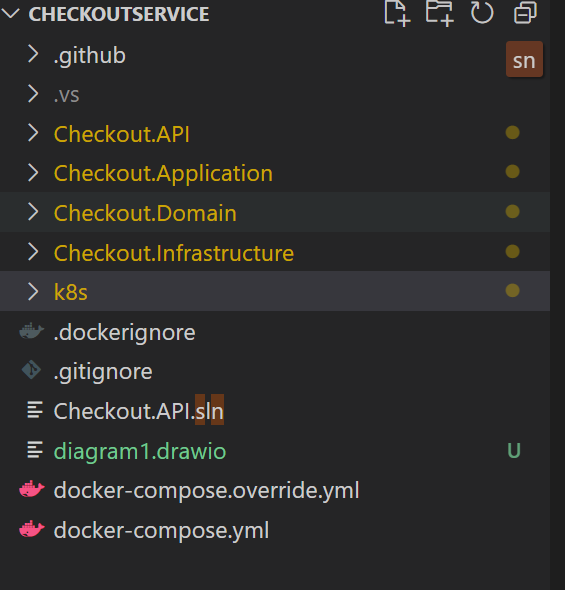 CHECKOUTSERVICE
.github
sn
.vs
Checkout.API
Checkout.Application
Checkout.Domain
Checkout.Infrastructure
k8s
.dockerignore
.gitignore
Checkout.API.sln
diagram1.drawio U
docker-compose.override.yml
docker-compose.yml